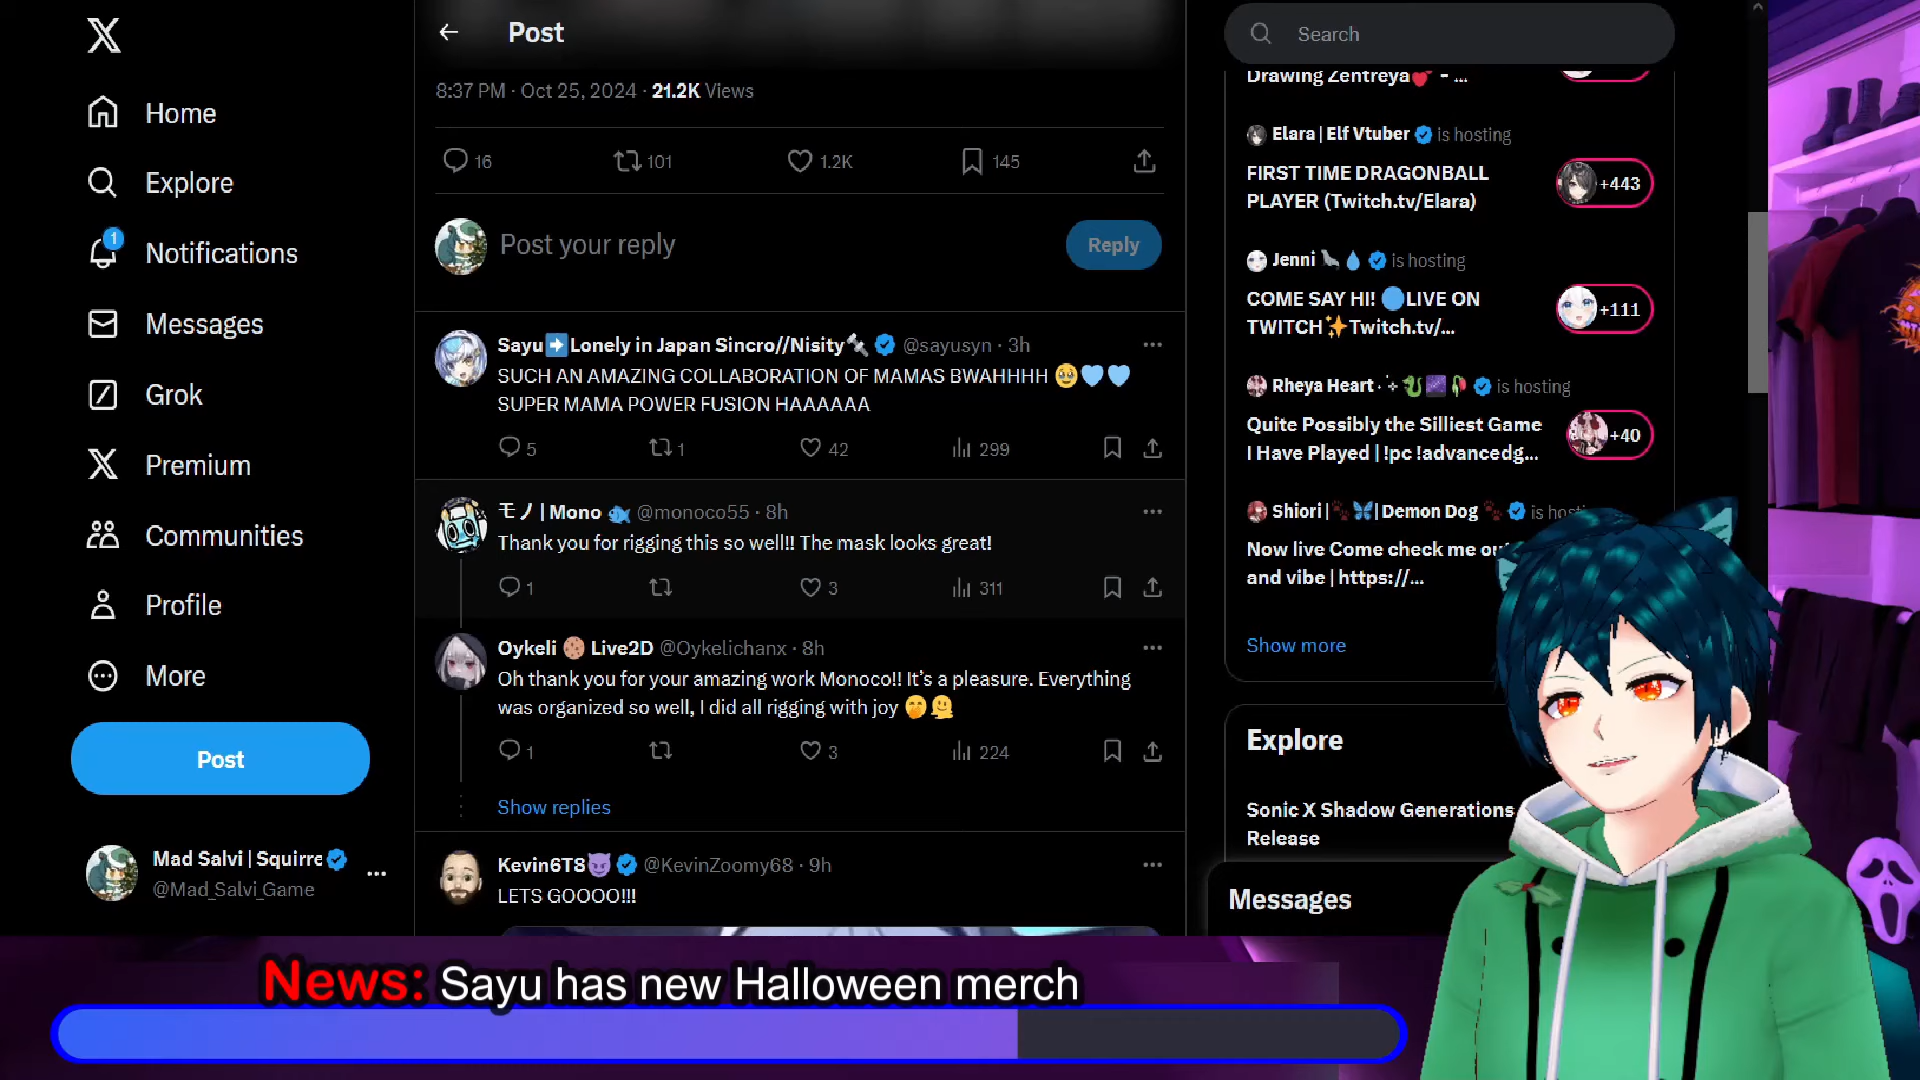 Home
Explore
1
Notifications
Messages
Grok
Premium
Communities
Profile
More
Post
Mad Salvi | Squirre
@Mad_Salvi_Game
Post
8:37 PM · Oct 25, 2024 · 21.2K Views
16 101 1.2K 145
Post your reply
Reply
Sayu➡️Lonely in Japan Sincro//Nisity @sayusyn · 3h
SUCH AN AMAZING COLLABORATION OF MAMAS BWAHHHH 🥹🩵🩵
SUPER MAMA POWER FUSION HAAAAAA
5 1 42 299
モノ | Mono 🐟 @monoco55 · 8h
Thank you for rigging this so well!! The mask looks great!
1 3 311
Oykeli 🍪 Live2D @Oykelichanx · 8h
Oh thank you for your amazing work Monoco!! It's a pleasure. Everything
was organized so well, I did all rigging with joy 🤭🫠
1 3 224
Show replies
Kevin6T8😈 @KevinZoomy68 · 9h
LETS GOOOO!!!
Search
Drawing Zentreya💕 - ...
Elara | Elf Vtuber is hosting
FIRST TIME DRAGONBALL
PLAYER (Twitch.tv/Elara)
+443
Jenni 🦭💧 is hosting
COME SAY HI! 🔵LIVE ON
TWITCH✨Twitch.tv/...
+111
Rheya Heart is hosting
Quite Possibly the Silliest Game
I Have Played | !pc !advancedg...
+40
Shiori |🐾🦋| Demon Dog 🐾 is host
Now live Come check me ou
and vibe | https://...
Show more
Explore
Sonic X Shadow Generations
Release
Messages
News: Sayu has new Halloween merch